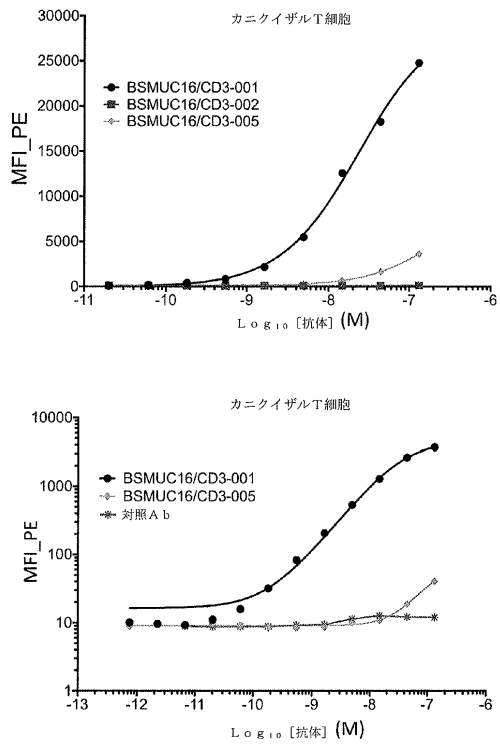 カニクイザルT細胞
30000
25000
20000
15000
10000
5000
0
MFI_PE
BSMUC16/CD3-001
BSMUC16/CD3-002
BSMUC16/CD3-005
-11 -10 -9 -8 -7 -6
Log₁₀［抗体］(M)
カニクイザルT細胞
10000
1000
100
10
1
MFI_PE
BSMUC16/CD3-001
BSMUC16/CD3-005
対照Ab
-13 -12 -11 -10 -9 -8 -7 -6
Log₁₀［抗体］(M)